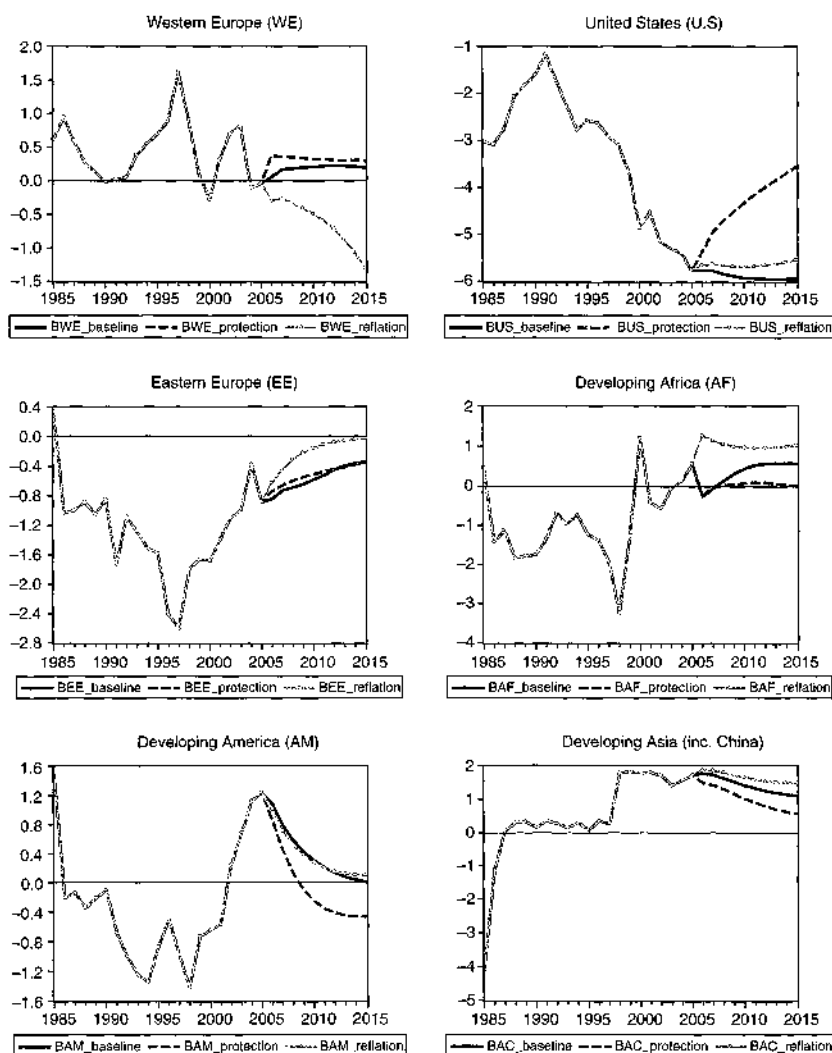 Western Europe (WE)
2.0
1.5
1.0
0.5
0.0
−0.5
−1.0
−1.5
1985 1990 1995 2000 2005 2010 2015
BWE_baseline BWE_protection BWE_reflation
United States (U.S)
−1
−2
−3
−4
−5
−6
1985 1990 1995 2000 2005 2010 2015
BUS_baseline BUS_protection BUS_reflation
Eastern Europe (EE)
0.4
0.0
−0.4
−0.8
−1.2
−1.6
−2.0
−2.4
−2.8
1985 1990 1995 2000 2005 2010 2015
BEE_baseline BEE_protection BEE_reflation
Developing Africa (AF)
2
1
0
−1
−2
−3
−4
1985 1990 1995 2000 2005 2010 2015
BAF_baseline BAF_protection BAF_reflation
Developing America (AM)
1.6
1.2
0.8
0.4
0.0
−0.4
−0.8
−1.2
−1.6
1985 1990 1995 2000 2005 2010 2015
BAM_baseline BAM_protection BAM_reflation
Developing Asia (inc. China)
2
1
0
1
2
−3
−4
−5
1985 1990 1995 2000 2005 2010 2015
BAC_baseline BAC_protection BAC_reflation